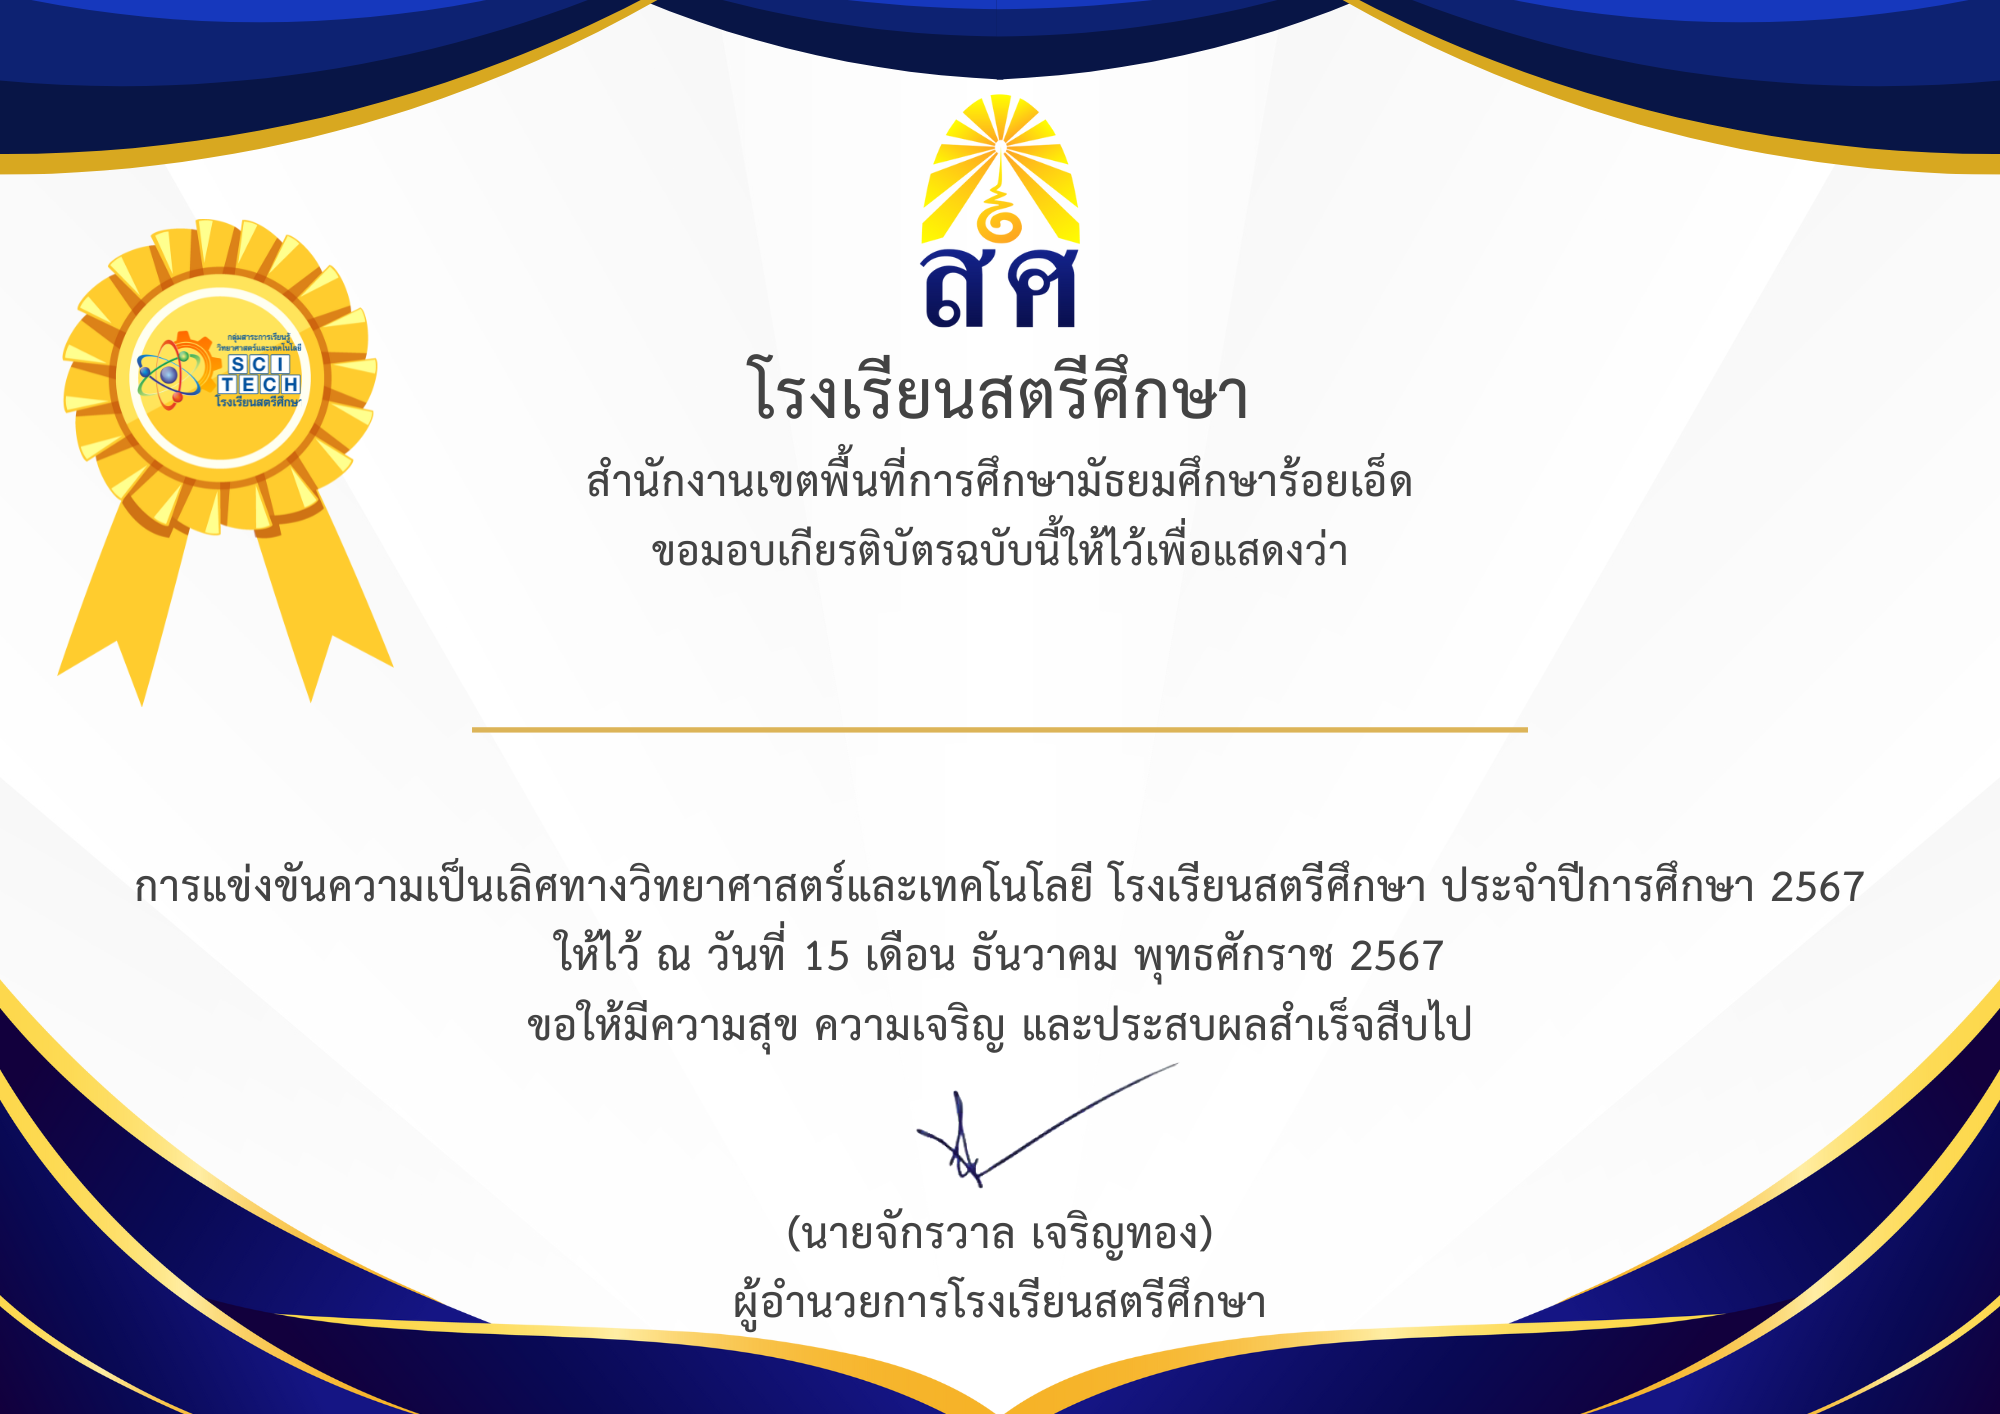 สศ
กลุ่มสาระการเรียนรู้
วิทยาศาสตร์และเทคโนโลยี
SCI
TECH
โรงเรียนสตรีศึกษา
โรงเรียนสตรีศึกษา
สำนักงานเขตพื้นที่การศึกษามัธยมศึกษาร้อยเอ็ด
ขอมอบเกียรติบัตรฉบับนี้ให้ไว้เพื่อแสดงว่า
การแข่งขันความเป็นเลิศทางวิทยาศาสตร์และเทคโนโลยี โรงเรียนสตรีศึกษา ประจำปีการศึกษา 2567
ให้ไว้ ณ วันที่ 15 เดือน ธันวาคม พุทธศักราช 2567
ขอให้มีความสุข ความเจริญ และประสบผลสำเร็จสืบไป
(นายจักรวาล เจริญทอง)
ผู้อำนวยการโรงเรียนสตรีศึกษา